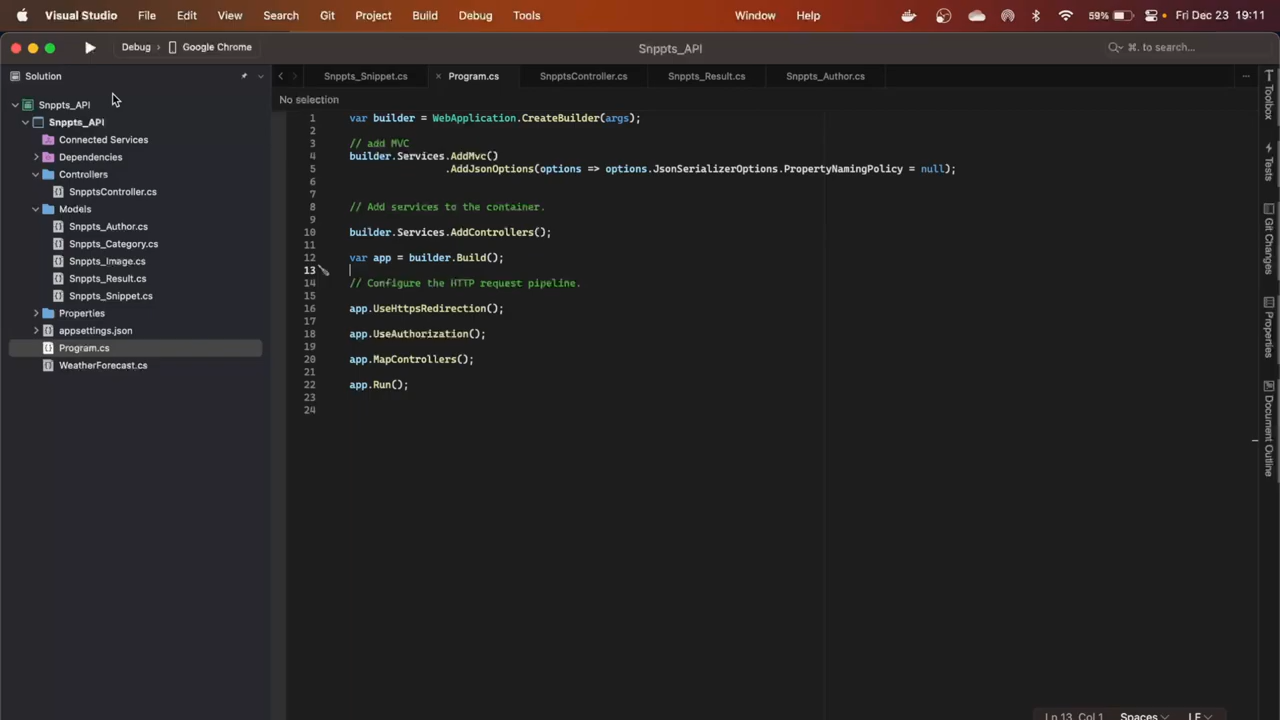 Visual Studio File Edit View Search Git Project Build Debug Tools Window Help 59% Fri Dec 23 19:11
Debug Google Chrome Snppts_API ⌘. to search...
Solution
Snppts_API
Snppts_API
Connected Services
Dependencies
Controllers
SnpptsController.cs
Models
Snppts_Author.cs
Snppts_Category.cs
Snppts_Image.cs
Snppts_Result.cs
Snppts_Snippet.cs
Properties
appsettings.json
Program.cs
WeatherForecast.cs
Snppts_Snippet.cs × Program.cs SnpptsController.cs Snppts_Result.cs Snppts_Author.cs
No selection
1 var builder = WebApplication.CreateBuilder(args);
2
3 // add MVC
4 builder.Services.AddMvc()
5 .AddJsonOptions(options => options.JsonSerializerOptions.PropertyNamingPolicy = null);
6
7
8 // Add services to the container.
9
10 builder.Services.AddControllers();
11
12 var app = builder.Build();
13
14 // Configure the HTTP request pipeline.
15
16 app.UseHttpsRedirection();
17
18 app.UseAuthorization();
19
20 app.MapControllers();
21
22 app.Run();
23
24
Toolbox
Tests
Git Changes
Properties
Document Outline
Ln 13, Col 1 Spaces LF